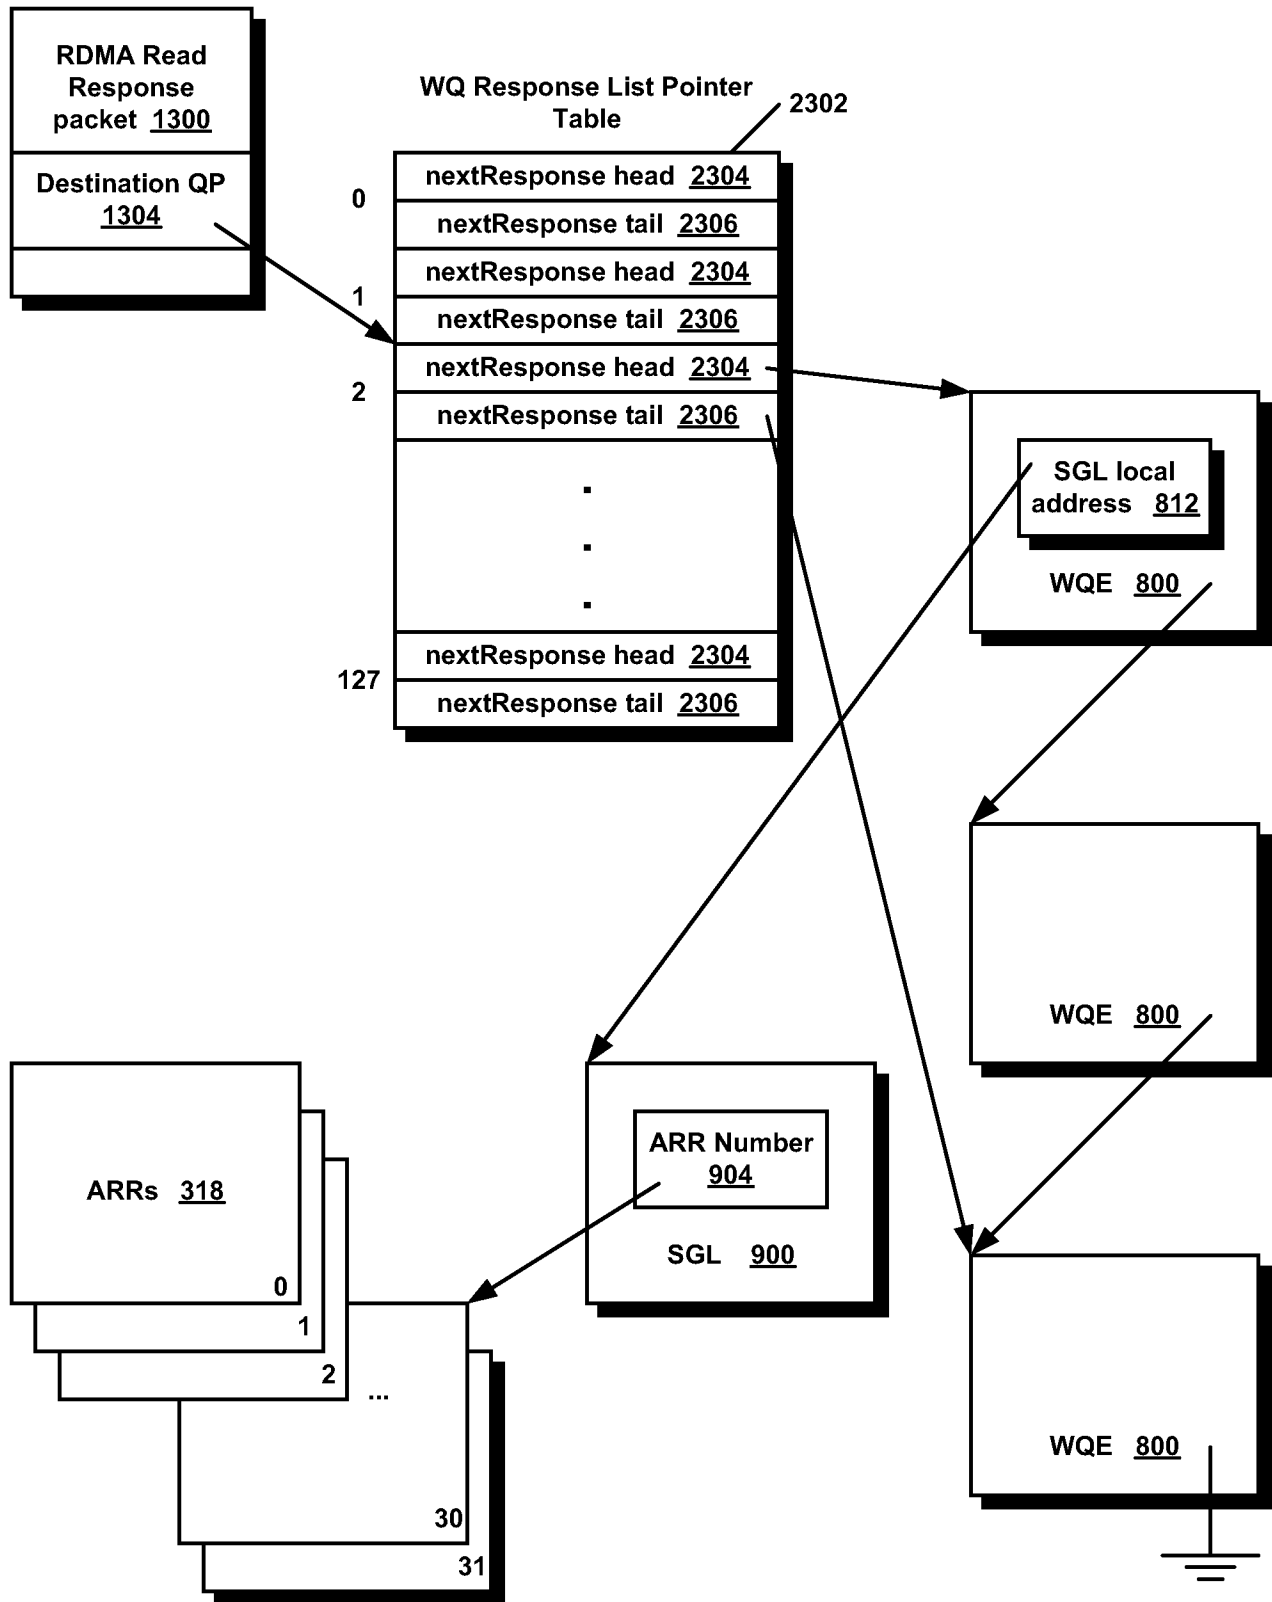 RDMA Read
Response
packet 1300
Destination QP
1304
WQ Response List Pointer
Table
2302
0
nextResponse head 2304
nextResponse tail 2306
1
nextResponse head 2304
nextResponse tail 2306
2
nextResponse head 2304
nextResponse tail 2306
.
.
.
127
nextResponse head 2304
nextResponse tail 2306
SGL local
address 812
WQE 800
WQE 800
WQE 800
ARR Number
904
SGL 900
ARRs 318
0
1
2
...
30
31